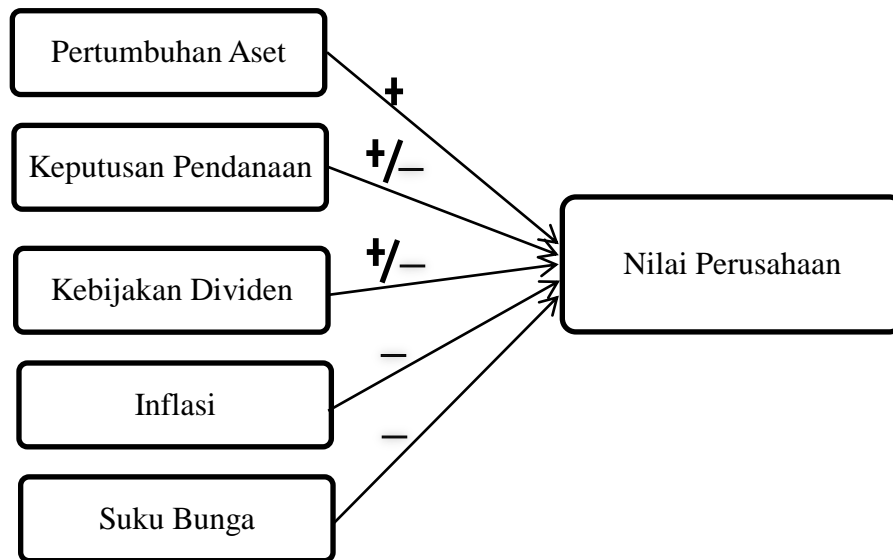 Pertumbuhan Aset
+
Keputusan Pendanaan
+/–
Kebijakan Dividen
+/–
Nilai Perusahaan
Inflasi
–
Suku Bunga
–